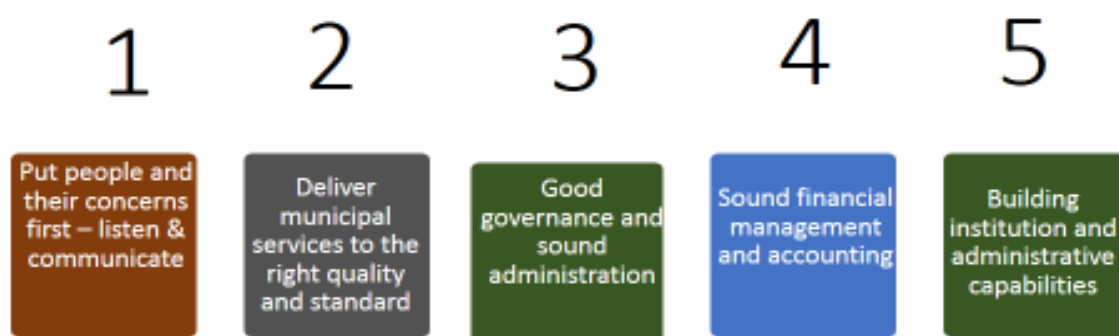 1
2
3
4
5
Put people and
their concerns
first – listen &
communicate
Deliver
municipal
services to the
right quality
and standard
Good
governance and
sound
administration
Sound financial
management
and accounting
Building
institution and
administrative
capabilities